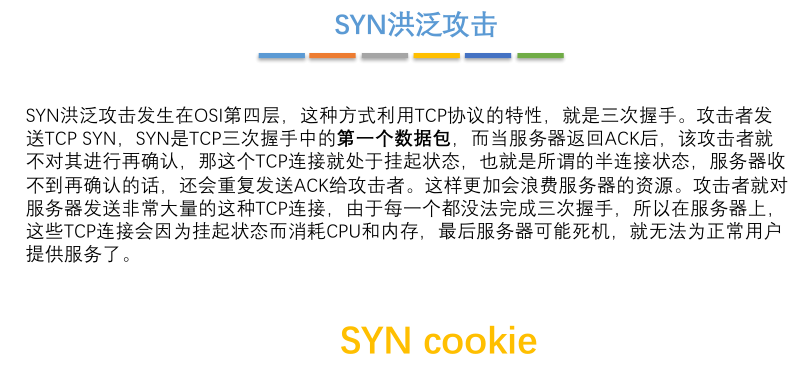 SYN洪泛攻击
SYN洪泛攻击发生在OSI第四层，这种方式利用TCP协议的特性，就是三次握手。攻击者发
送TCP SYN，SYN是TCP三次握手中的第一个数据包，而当服务器返回ACK后，该攻击者就
不对其进行再确认，那这个TCP连接就处于挂起状态，也就是所谓的半连接状态，服务器收
不到再确认的话，还会重复发送ACK给攻击者。这样更加会浪费服务器的资源。攻击者就对
服务器发送非常大量的这种TCP连接，由于每一个都没法完成三次握手，所以在服务器上，
这些TCP连接会因为挂起状态而消耗CPU和内存，最后服务器可能死机，就无法为正常用户
提供服务了。
SYN cookie